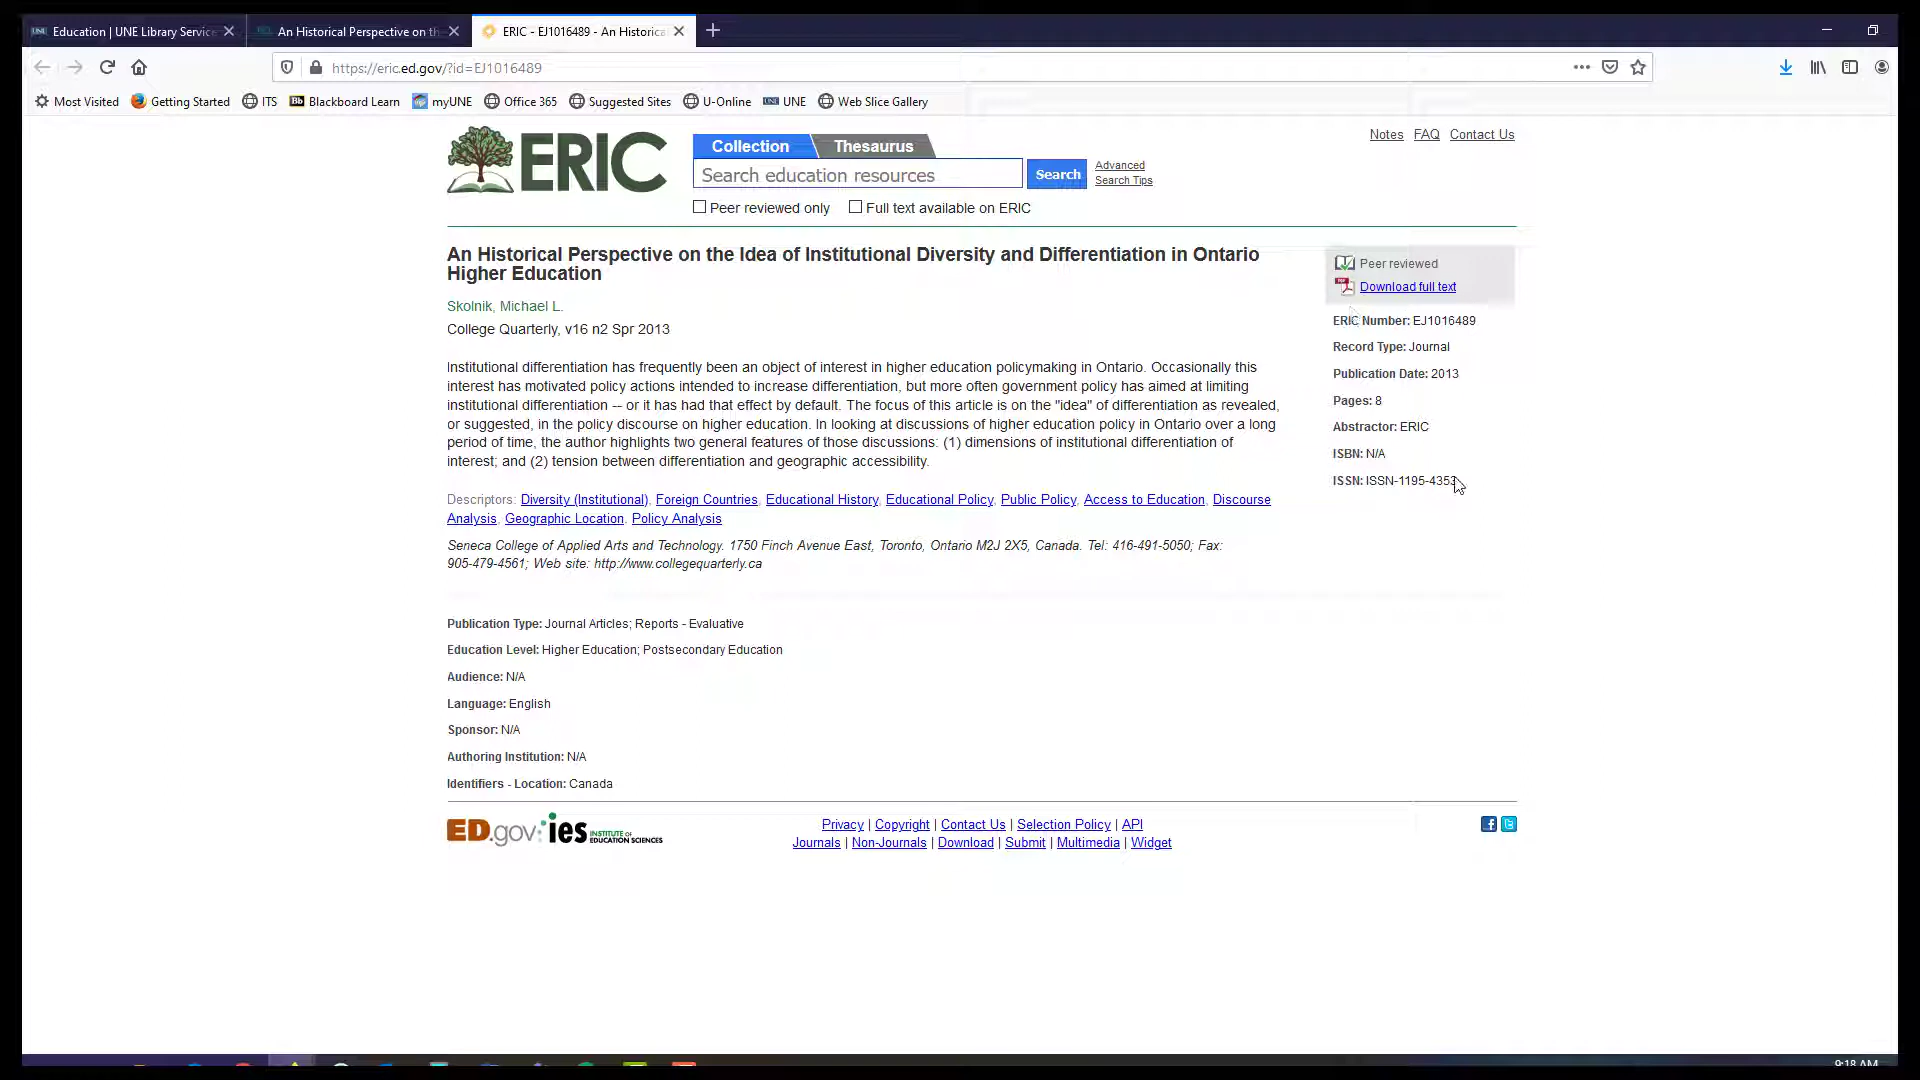 Education | UNE Library Servic
An Historical Perspective on th
ERIC - EJ1016489 - An Historica
https://eric.ed.gov/?id=EJ1016489
Most Visited
Getting Started
ITS
Bb Blackboard Learn
myUNE
Office 365
Suggested Sites
U-Online
UNE UNE
Web Slice Gallery
ERIC
Collection
Thesaurus
Notes FAQ Contact Us
Search education resources
Search
Advanced
Search Tips
Peer reviewed only
Full text available on ERIC
An Historical Perspective on the Idea of Institutional Diversity and Differentiation in Ontario
Higher Education
Skolnik, Michael L.
College Quarterly, v16 n2 Spr 2013
Institutional differentiation has frequently been an object of interest in higher education policymaking in Ontario. Occasionally this
interest has motivated policy actions intended to increase differentiation, but more often government policy has aimed at limiting
institutional differentiation -- or it has had that effect by default. The focus of this article is on the "idea" of differentiation as revealed,
or suggested, in the policy discourse on higher education. In looking at discussions of higher education policy in Ontario over a long
period of time, the author highlights two general features of those discussions: (1) dimensions of institutional differentiation of
interest; and (2) tension between differentiation and geographic accessibility.
Descriptors: Diversity (Institutional), Foreign Countries, Educational History, Educational Policy, Public Policy, Access to Education, Discourse
Analysis, Geographic Location, Policy Analysis
Seneca College of Applied Arts and Technology. 1750 Finch Avenue East, Toronto, Ontario M2J 2X5, Canada. Tel: 416-491-5050; Fax:
905-479-4561; Web site: http://www.collegequarterly.ca
Publication Type: Journal Articles; Reports - Evaluative
Education Level: Higher Education; Postsecondary Education
Audience: N/A
Language: English
Sponsor: N/A
Authoring Institution: N/A
Identifiers - Location: Canada
Peer reviewed
Download full text
ERIC Number: EJ1016489
Record Type: Journal
Publication Date: 2013
Pages: 8
Abstractor: ERIC
ISBN: N/A
ISSN: ISSN-1195-4353
ED.gov
ies INSTITUTE OF
EDUCATION SCIENCES
Privacy | Copyright | Contact Us | Selection Policy | API
Journals | Non-Journals | Download | Submit | Multimedia | Widget
9:18 AM